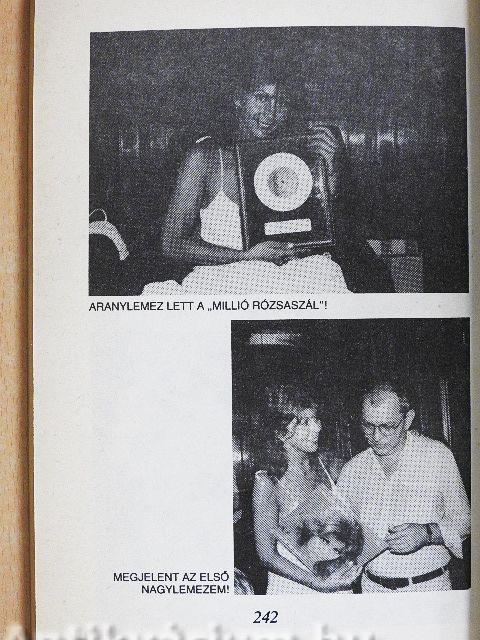 ARANYLEMEZ LETT A „MILLIÓ RÓZSASZÁL"!
MEGJELENT AZ ELSŐ
NAGYLEMEZEM!
242